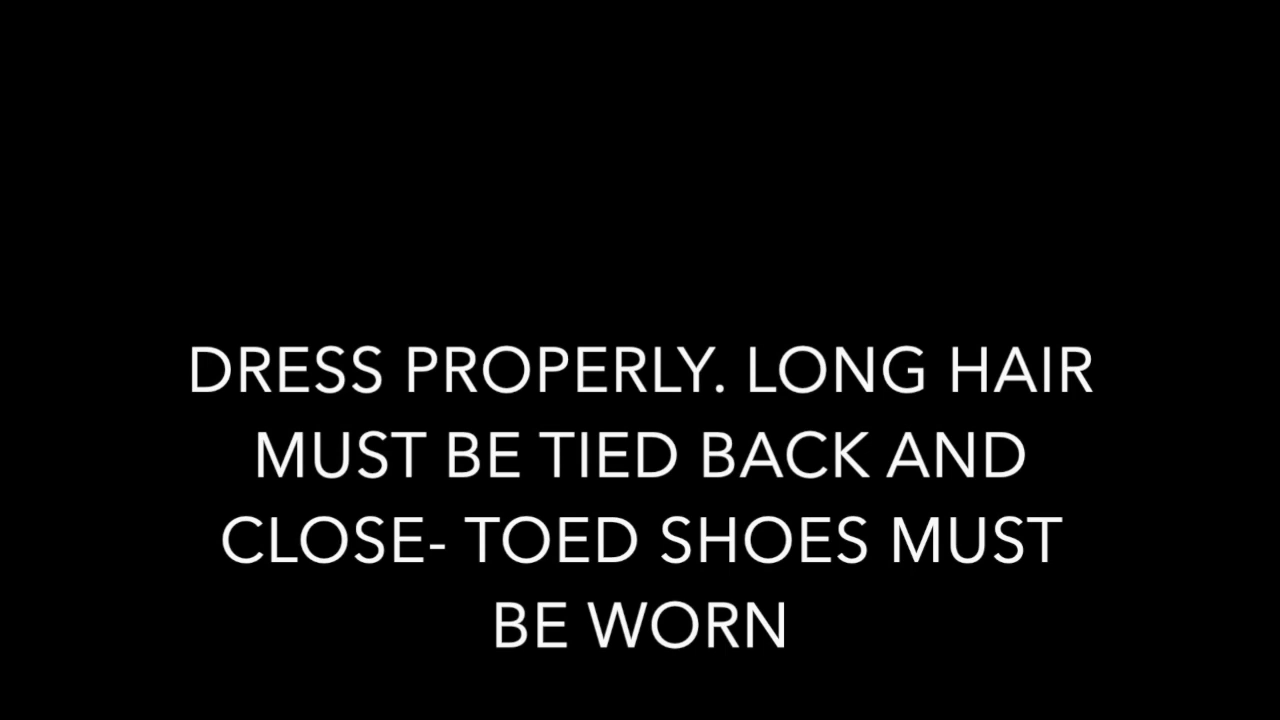 DRESS PROPERLY. LONG HAIR
MUST BE TIED BACK AND
CLOSE- TOED SHOES MUST
BE WORN